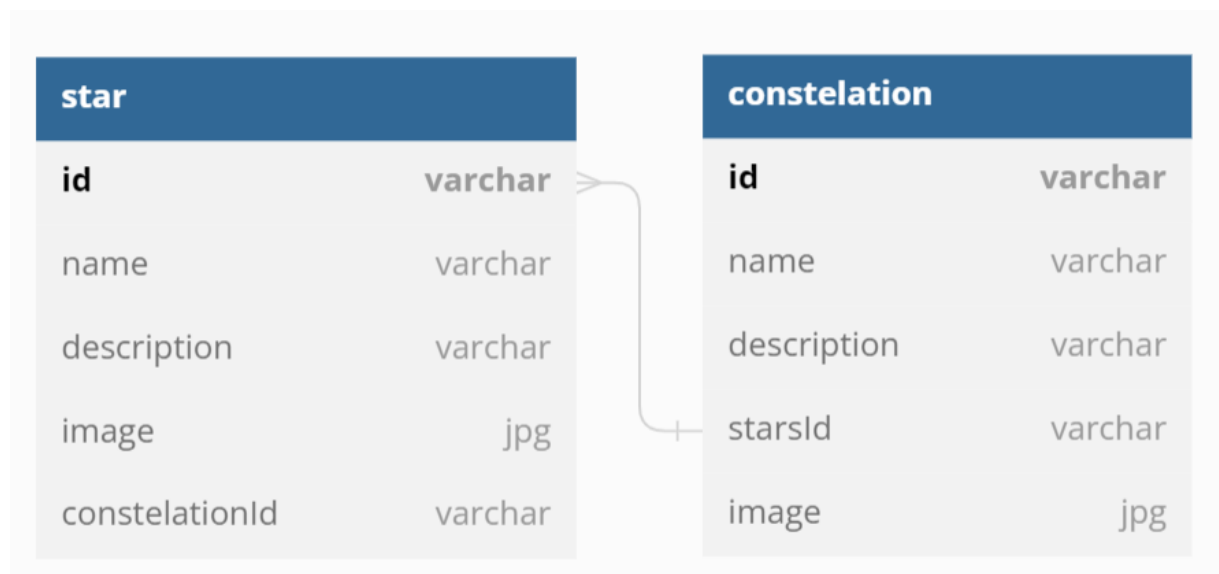 star
id varchar
name varchar
description varchar
image jpg
constelationId varchar
constelation
id varchar
name varchar
description varchar
starsId varchar
image jpg